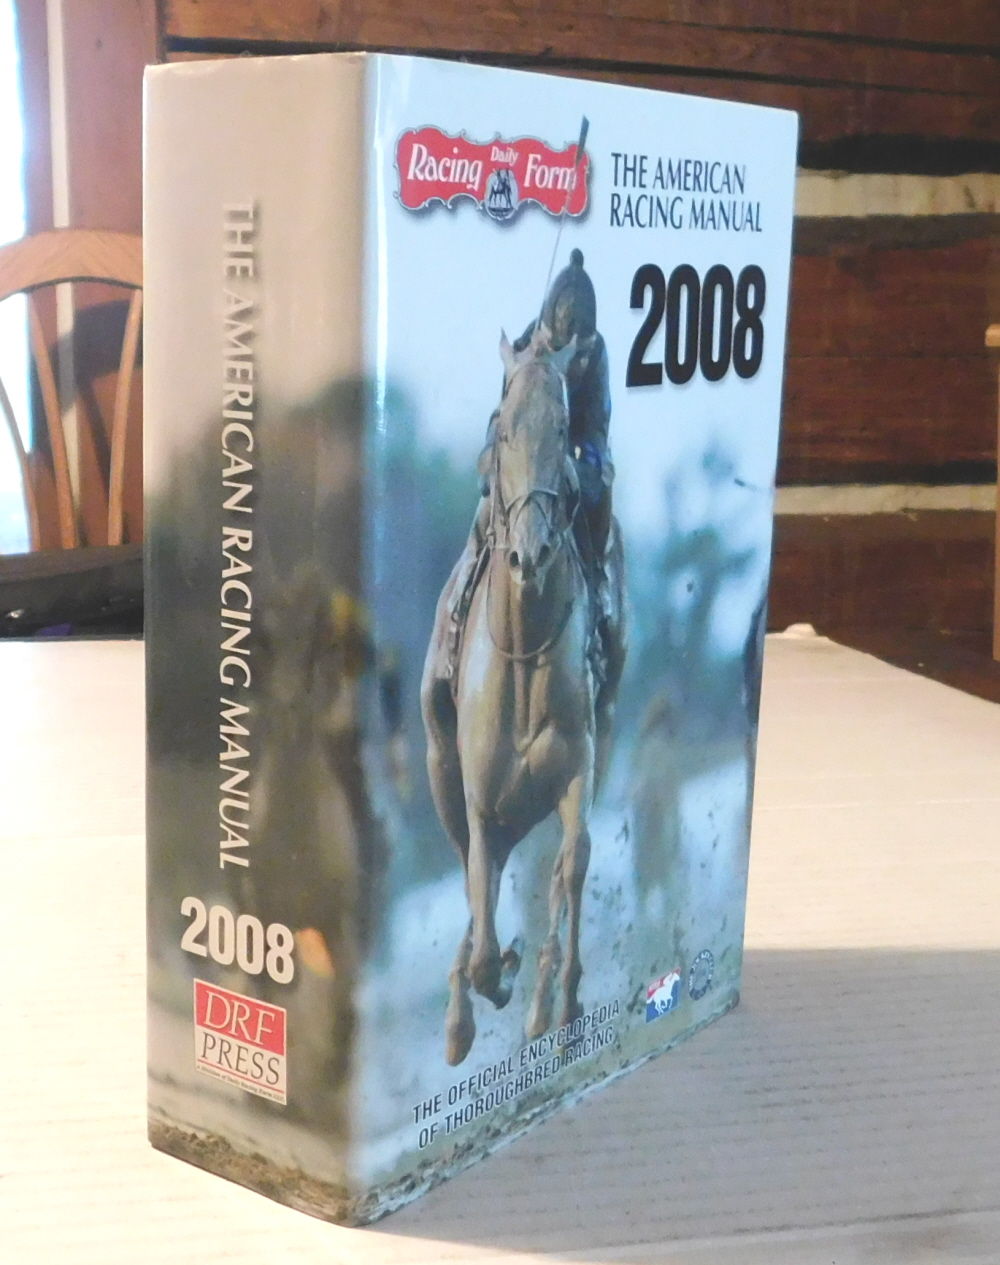 THE AMERICAN RACING MANUAL
2008
DRF
PRESS
Racing Daily Form
THE AMERICAN
RACING MANUAL
2008
THE OFFICIAL ENCYCLOPEDIA
OF THOROUGHBRED RACING